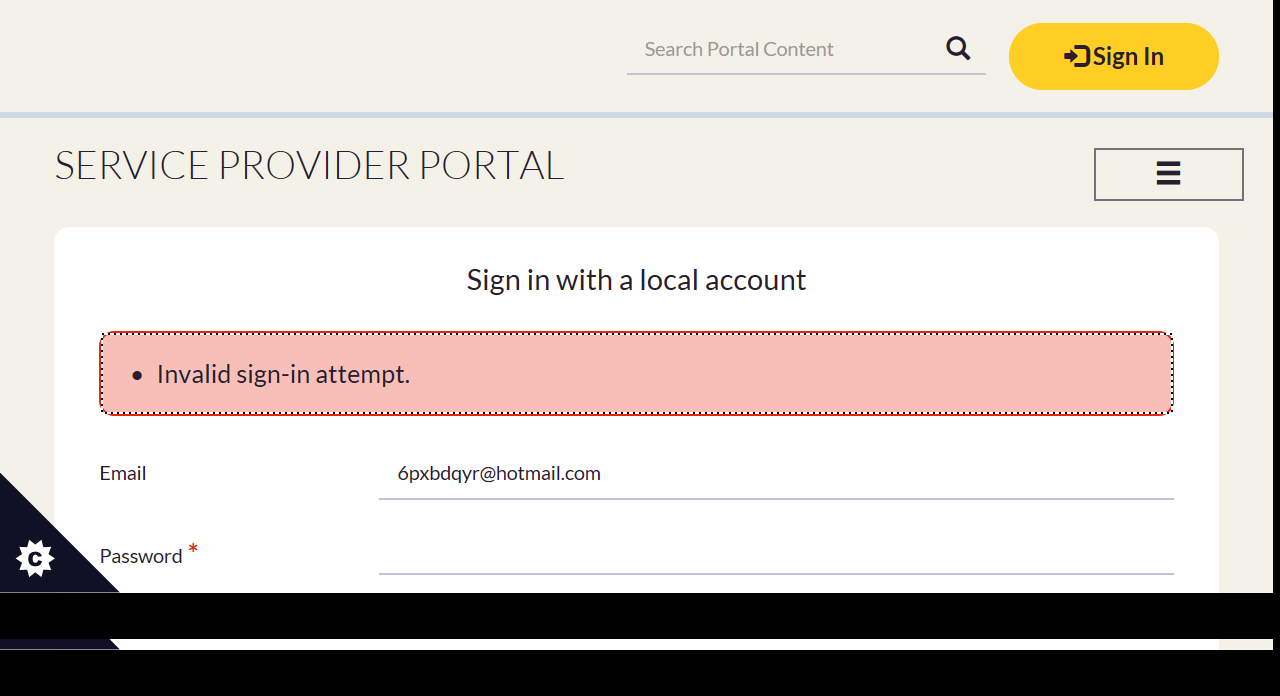 Search Portal Content
Sign In
SERVICE PROVIDER PORTAL
Sign in with a local account
• Invalid sign-in attempt.
Email
6pxbdqyr@hotmail.com
Password *
C